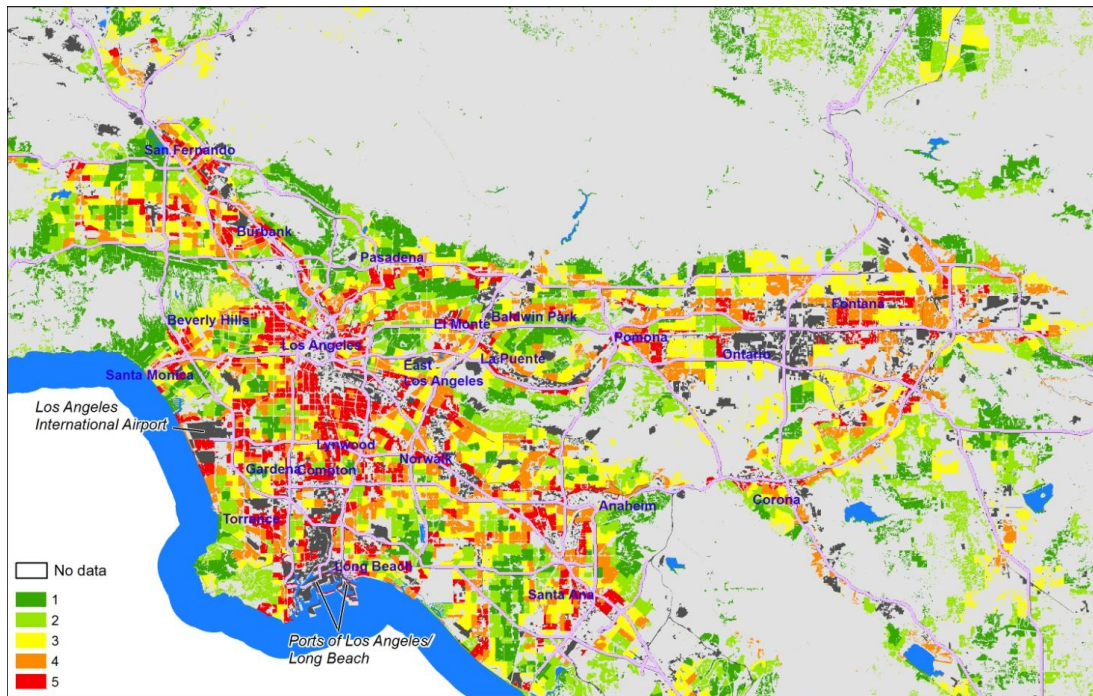 San Fernando
Burbank
Pasadena
Beverly Hills
El Monte
Baldwin Park
Fontana
Los Angeles
Pomona
Ontario
East
Los Angeles
La Puente
Santa Monica
Los Angeles
International Airport
Lynwood
Norwalk
Gardena
Compton
Corona
Anaheim
Torrance
Long Beach
Santa Ana
Ports of Los Angeles/
Long Beach
No data
1
2
3
4
5